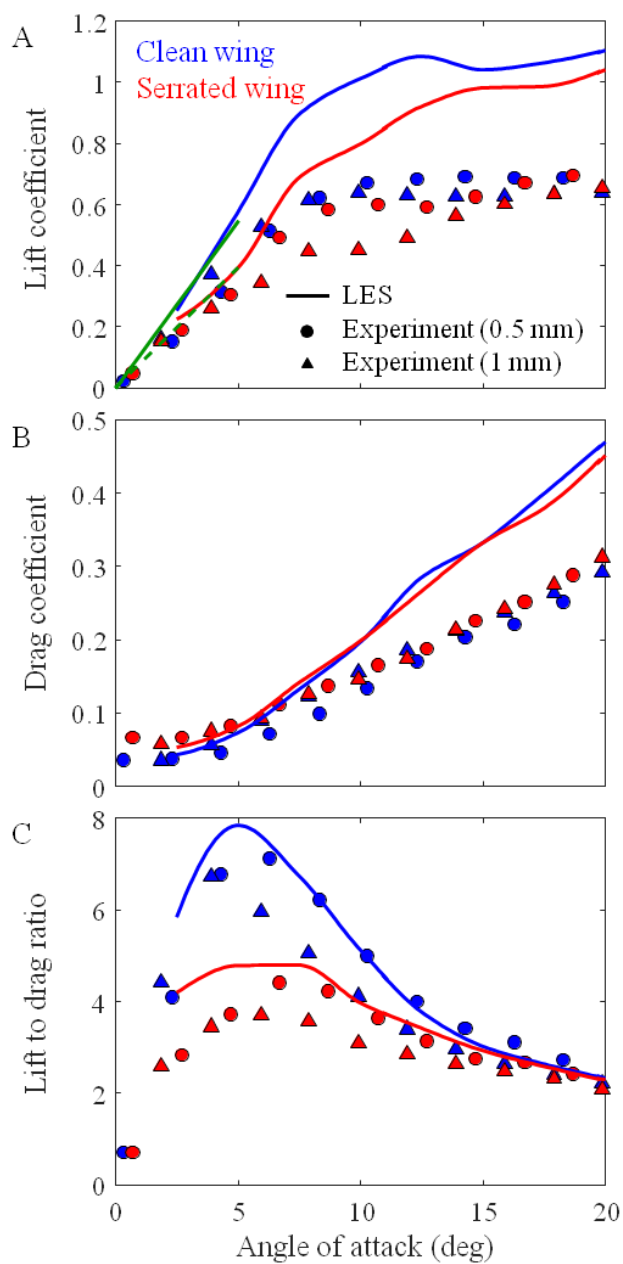 A
1.2
1
0.8
0.6
0.4
0.2
0
Lift coefficient
Clean wing
Serrated wing
LES
Experiment (0.5 mm)
Experiment (1 mm)
B
0.5
0.4
0.3
0.2
0.1
0
Drag coefficient
C
8
6
4
2
0
Lift to drag ratio
0 5 10 15 20
Angle of attack (deg)